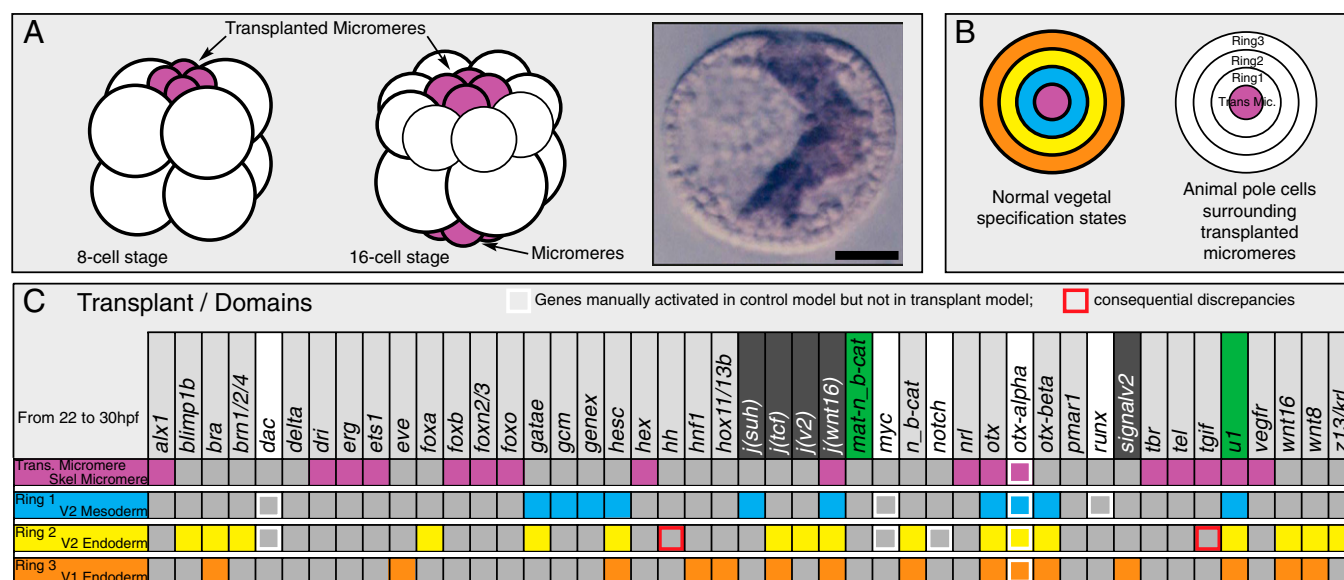 A
Transplanted Micromeres
8-cell stage
16-cell stage
Micromeres
B
Ring3
Ring2
Ring1
Trans Mic.
Normal vegetal
specification states
Animal pole cells
surrounding
transplanted
micromeres
C Transplant / Domains
Genes manually activated in control model but not in transplant model;
consequential discrepancies
From 22 to 30hpf
alx1
blimp1b
bra
brn1/2/4
dac
delta
dri
erg
ets1
eve
foxa
foxb
foxn2/3
foxo
gatae
gcm
genex
hesc
hex
hh
hnf1
hox11/13b
j(suh)
j(tcf)
j(v2)
j(wnt16)
mat-n_b-cat
myc
n_b-cat
notch
nrl
otx
otx-alpha
otx-beta
pmar1
runx
signalv2
tbr
tel
tgif
u1
vegfr
wnt16
wnt8
Trans. Micromere
Skel Micromere
Ring 1
V2 Mesoderm
Ring 2
V2 Endoderm
Ring 3
V1 Endoderm